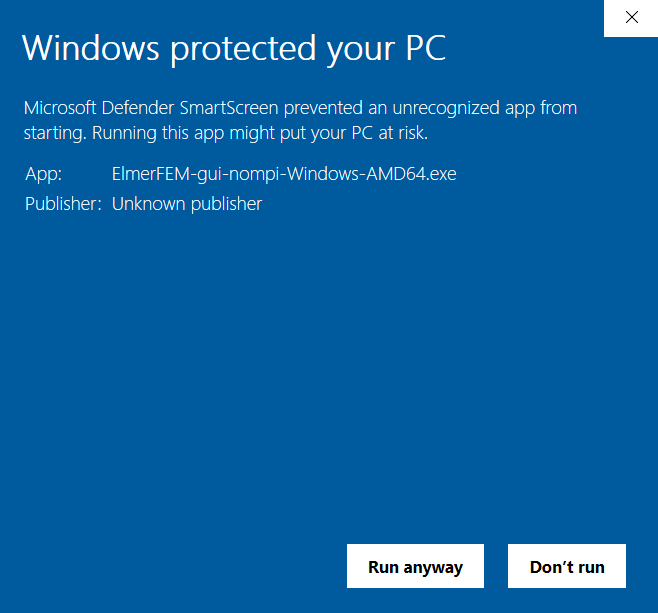 Windows protected your PC
Microsoft Defender SmartScreen prevented an unrecognized app from
starting. Running this app might put your PC at risk.
App: ElmerFEM-gui-nompi-Windows-AMD64.exe
Publisher: Unknown publisher
Run anyway Don’t run